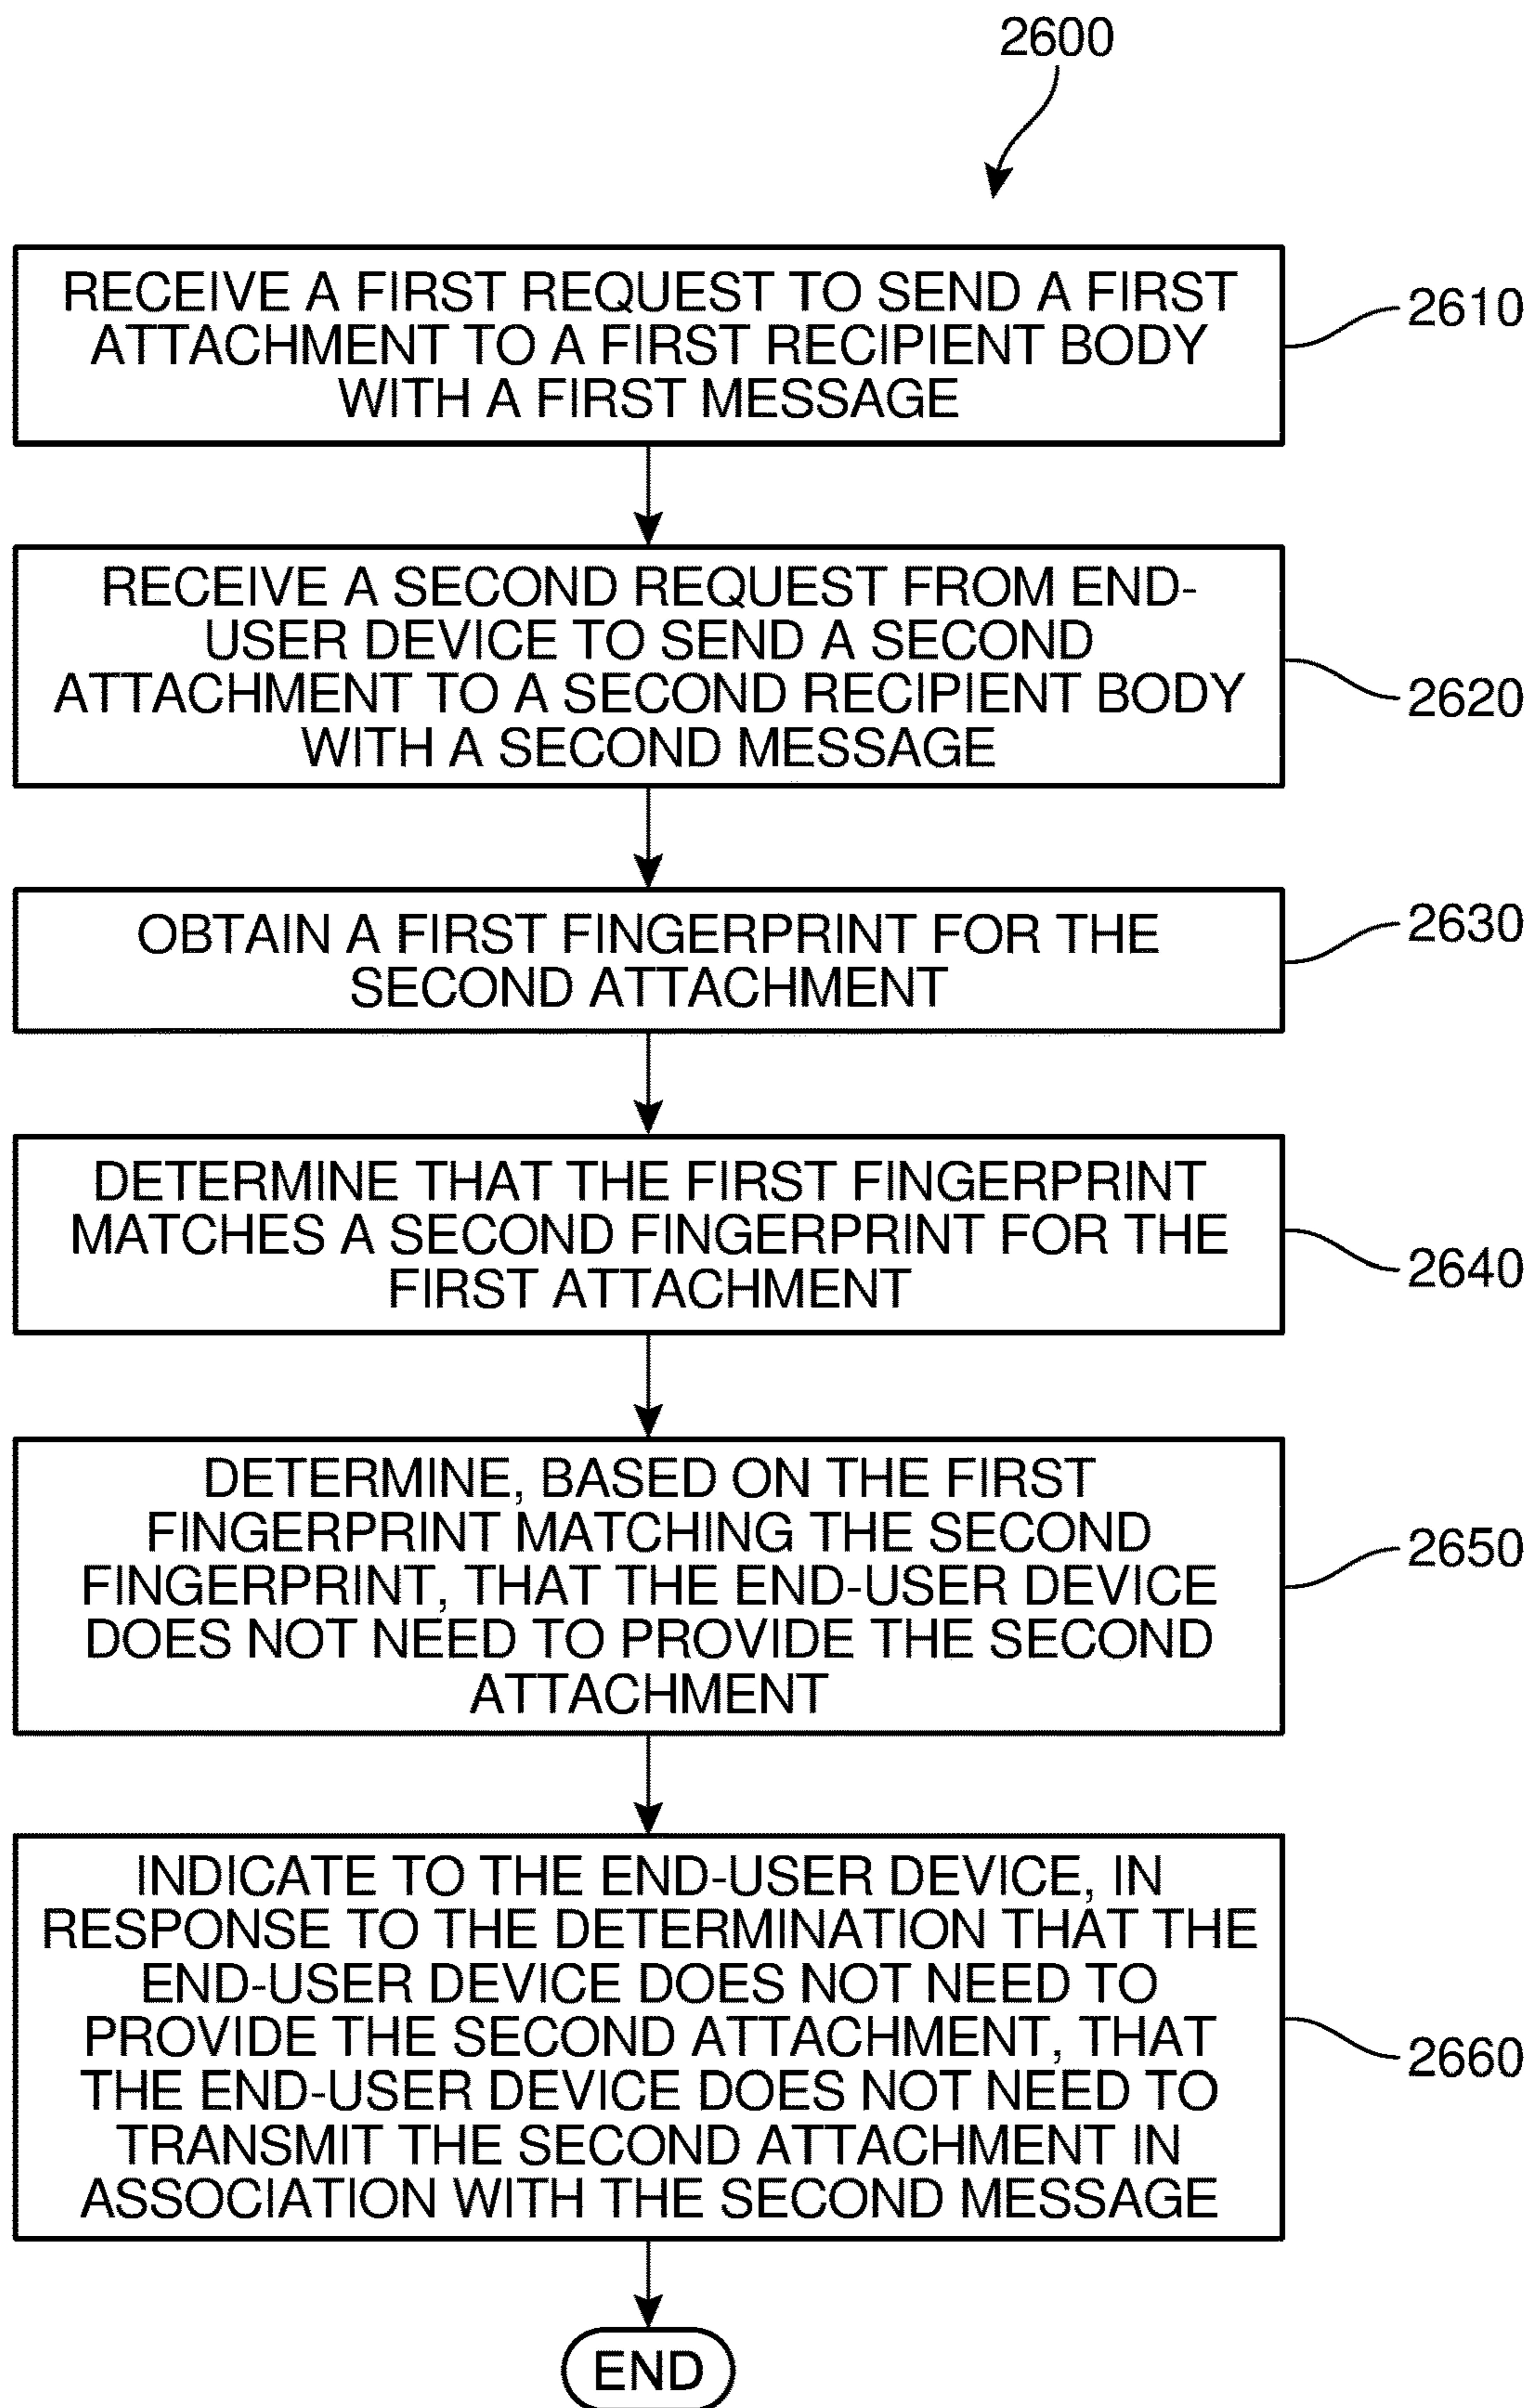 2600
RECEIVE A FIRST REQUEST TO SEND A FIRST
ATTACHMENT TO A FIRST RECIPIENT BODY
WITH A FIRST MESSAGE
2610
RECEIVE A SECOND REQUEST FROM END-
USER DEVICE TO SEND A SECOND
ATTACHMENT TO A SECOND RECIPIENT BODY
WITH A SECOND MESSAGE
2620
OBTAIN A FIRST FINGERPRINT FOR THE
SECOND ATTACHMENT
2630
DETERMINE THAT THE FIRST FINGERPRINT
MATCHES A SECOND FINGERPRINT FOR THE
FIRST ATTACHMENT
2640
DETERMINE, BASED ON THE FIRST
FINGERPRINT MATCHING THE SECOND
FINGERPRINT, THAT THE END-USER DEVICE
DOES NOT NEED TO PROVIDE THE SECOND
ATTACHMENT
2650
INDICATE TO THE END-USER DEVICE, IN
RESPONSE TO THE DETERMINATION THAT THE
END-USER DEVICE DOES NOT NEED TO
PROVIDE THE SECOND ATTACHMENT, THAT
THE END-USER DEVICE DOES NOT NEED TO
TRANSMIT THE SECOND ATTACHMENT IN
ASSOCIATION WITH THE SECOND MESSAGE
2660
END